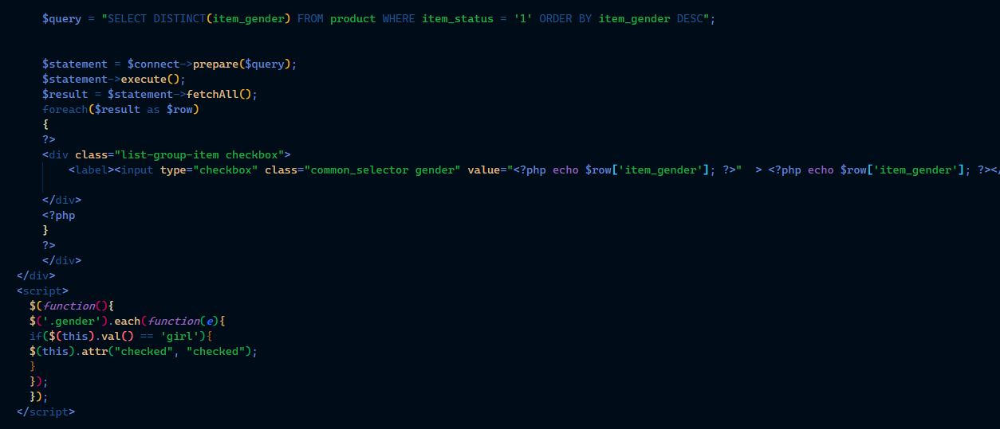 $query = "SELECT DISTINCT(item_gender) FROM product WHERE item_status = '1' ORDER BY item_gender DESC";
$statement = $connect->prepare($query);
$statement->execute();
$result = $statement->fetchAll();
foreach($result as $row)
{
?>
<div class="list-group-item checkbox">
<label><input type="checkbox" class="common_selector gender" value="<?php echo $row['item_gender']; ?>"  > <?php echo $row['item_gender']; ?></
</div>
<?php
}
?>
</div>
</div>
<script>
$(function(){
$('.gender').each(function(e){
if($(this).val() == 'girl'){
$(this).attr("checked", "checked");
}
});
});
</script>